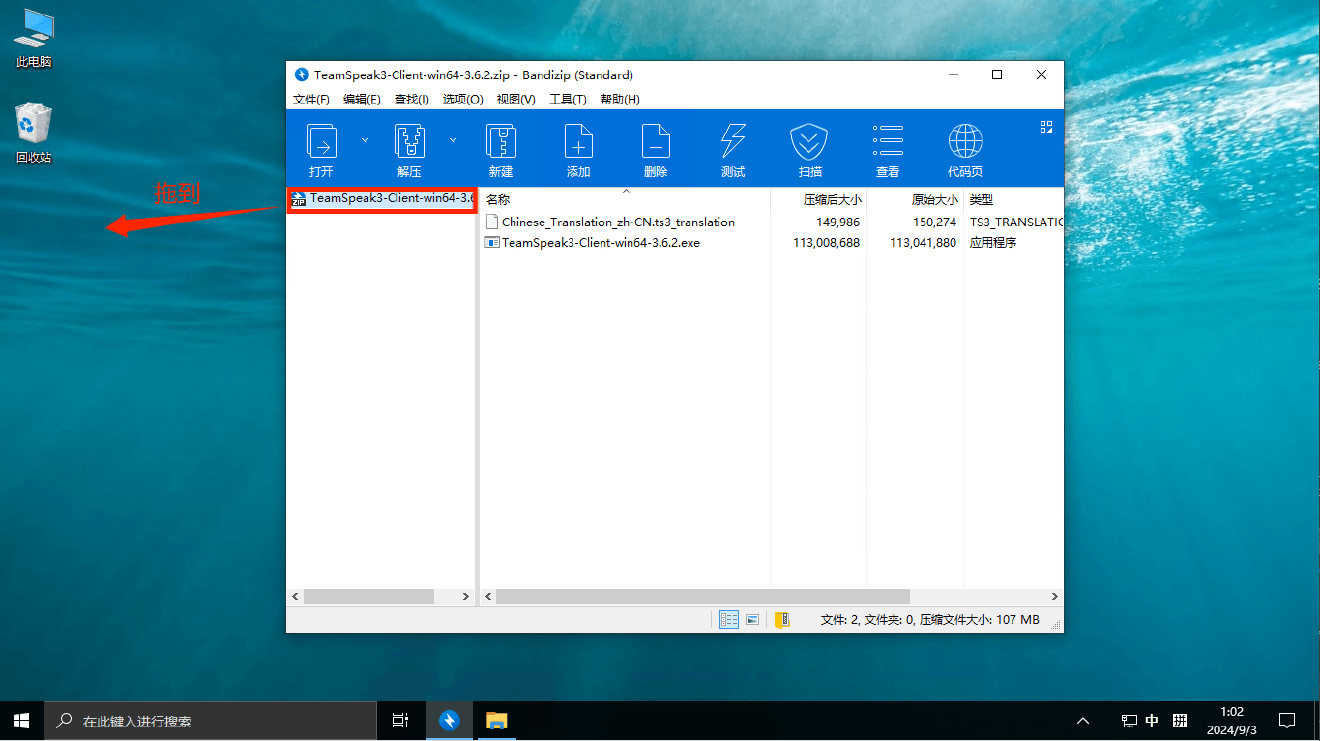 此电脑
回收站
拖到
TeamSpeak3-Client-win64-3.6.2.zip - Bandizip (Standard)
文件(F) 编辑(E) 查找(I) 选项(O) 视图(V) 工具(T) 帮助(H)
打开 解压 新建 添加 删除 测试 扫描 查看 代码页
ZIP TeamSpeak3-Client-win64-3.6
名称 压缩后大小 原始大小 类型
Chinese_Translation_zh-CN.ts3_translation 149,986 150,274 TS3_TRANSLATIO
TeamSpeak3-Client-win64-3.6.2.exe 113,008,688 113,041,880 应用程序
文件: 2, 文件夹: 0, 压缩文件大小: 107 MB
在此键入进行搜索
中
拼
1:02
2024/9/3